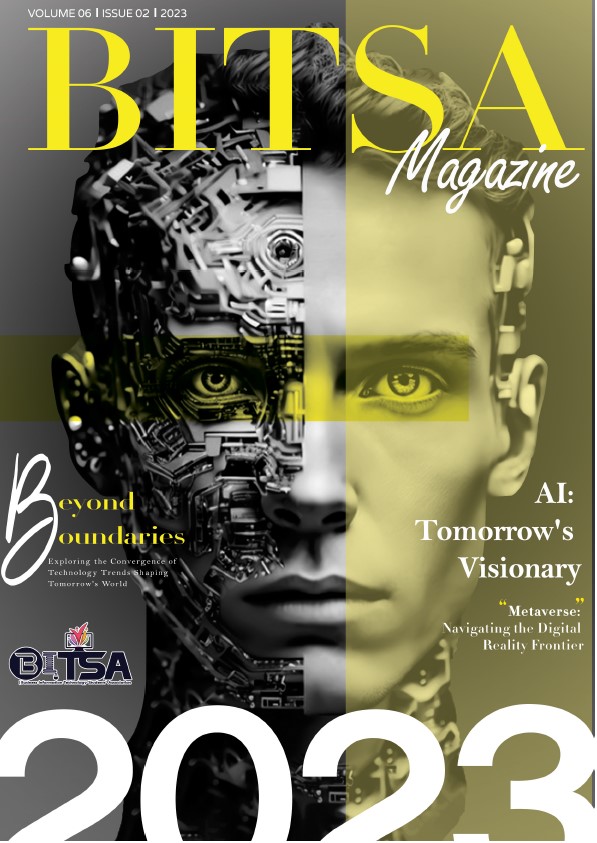 VOLUME 06 | ISSUE 02 | 2023
BITSA
Magazine
Beyond
Boundaries
Exploring the Convergence of
Technology Trends Shaping
Tomorrow's World
AI:
Tomorrow's
Visionary
“Metaverse:”
Navigating the Digital
Reality Frontier
BITSA
2023